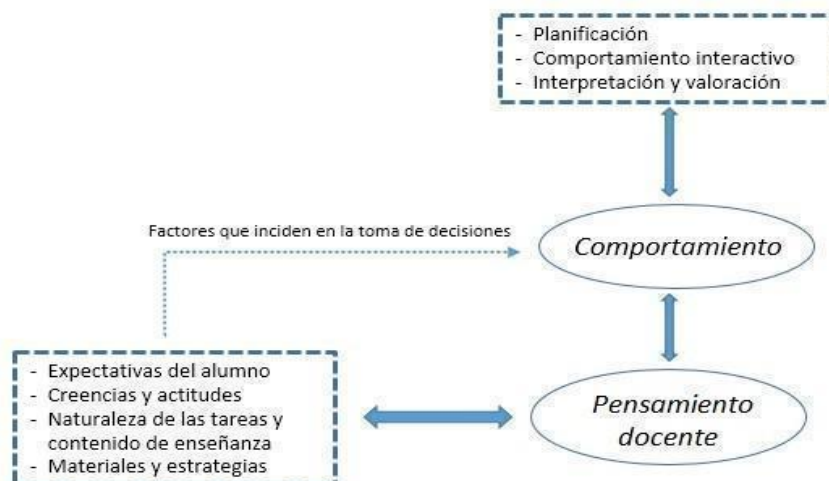 - Planificación
- Comportamiento interactivo
- Interpretación y valoración
Factores que inciden en la toma de decisiones
Comportamiento
- Expectativas del alumno
- Creencias y actitudes
- Naturaleza de las tareas y
contenido de enseñanza
- Materiales y estrategias
Pensamiento
docente